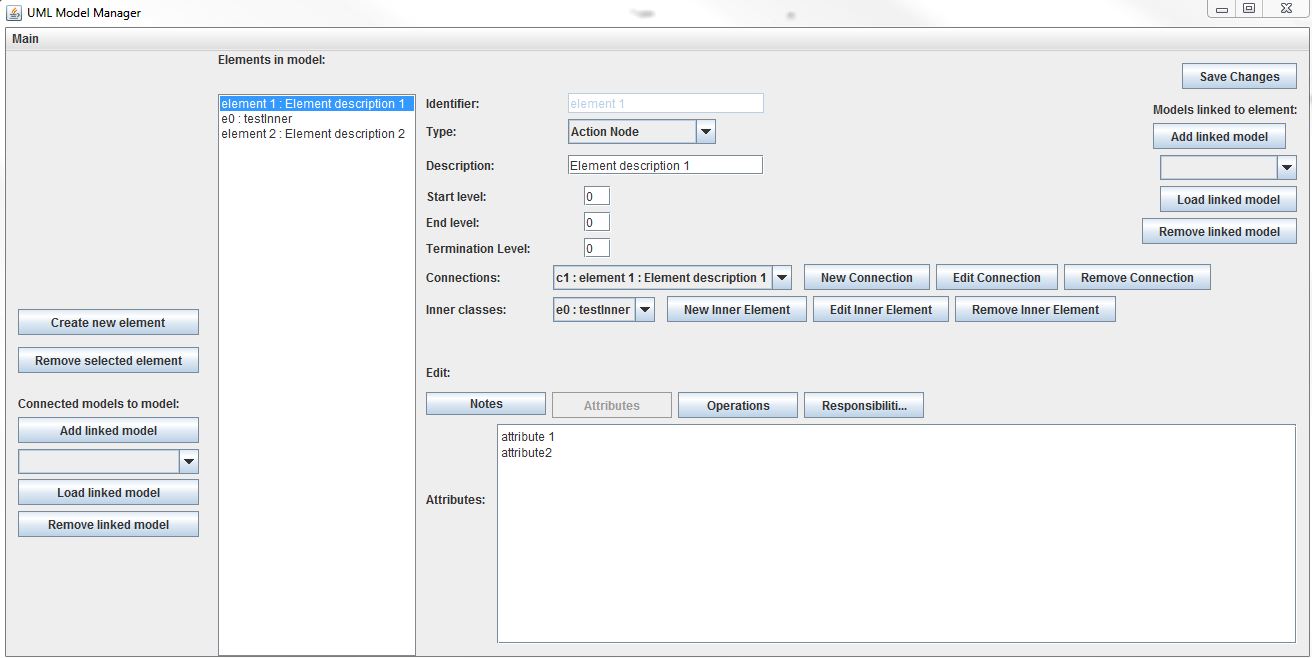 UML Model Manager
Main
Elements in model:
element 1 : Element description 1
e0 : testInner
element 2 : Element description 2
Create new element
Remove selected element
Connected models to model:
Add linked model
Load linked model
Remove linked model
Identifier: element 1
Type: Action Node
Description: Element description 1
Start level: 0
End level: 0
Termination Level: 0
Connections: c1 : element 1 : Element description 1 New Connection Edit Connection Remove Connection
Inner classes: e0 : testInner New Inner Element Edit Inner Element Remove Inner Element
Save Changes
Models linked to element:
Add linked model
Load linked model
Remove linked model
Edit:
Notes Attributes Operations Responsibiliti...
Attributes:
attribute 1
attribute2